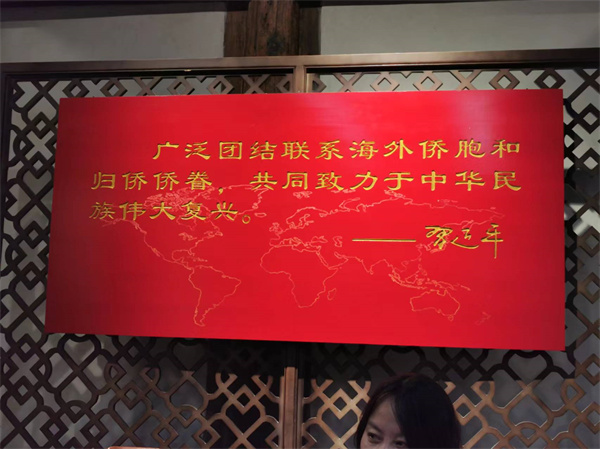 广泛团结联系海外侨胞和
归侨侨眷，共同致力于中华民
族伟大复兴。
—— 习近平